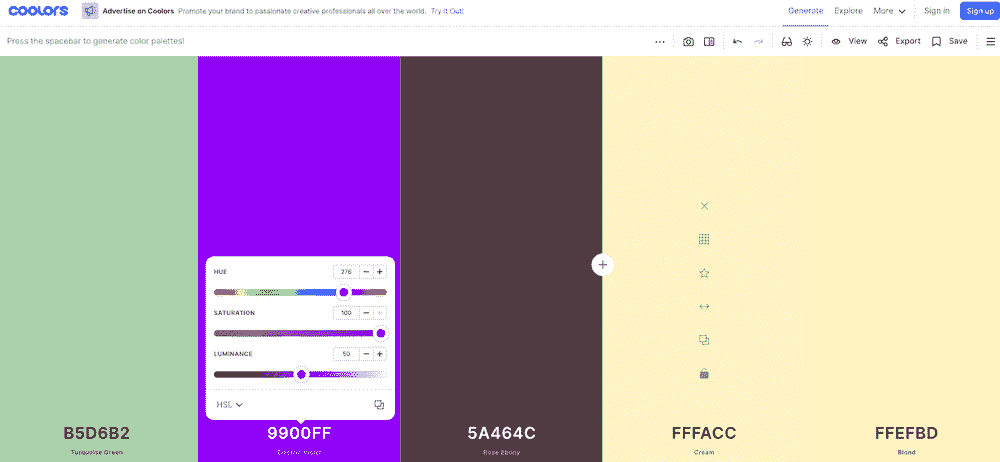 coolors
Advertise on Coolors Promote your brand to passionate creative professionals all over the world. Try It Out!
Generate Explore More Sign in Sign up
Press the spacebar to generate color palettes!
View Export Save
HUE 276
SATURATION 100
LUMINANCE 50
HSL
B5D6B2 9900FF 5A464C FFFACC FFEFBD
Turquoise Green Rose Ebony Cream Blond